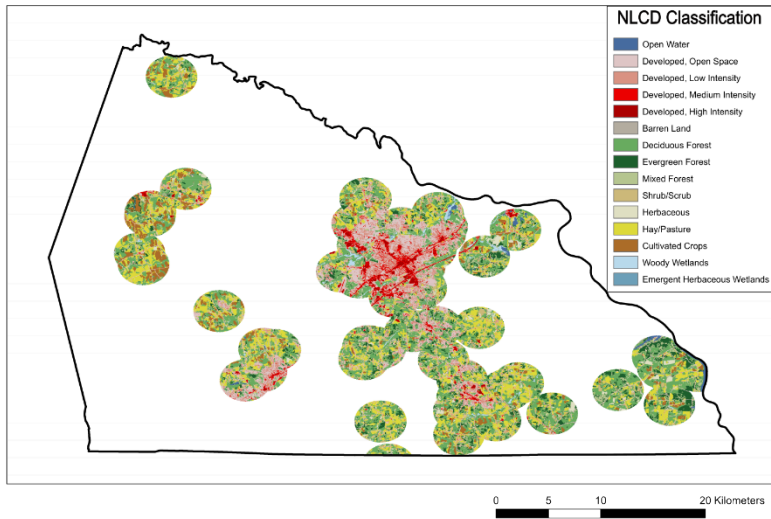 NLCD Classification
Open Water
Developed, Open Space
Developed, Low Intensity
Developed, Medium Intensity
Developed, High Intensity
Barren Land
Deciduous Forest
Evergreen Forest
Mixed Forest
Shrub/Scrub
Herbaceous
Hay/Pasture
Cultivated Crops
Woody Wetlands
Emergent Herbaceous Wetlands
0 5 10 20 Kilometers